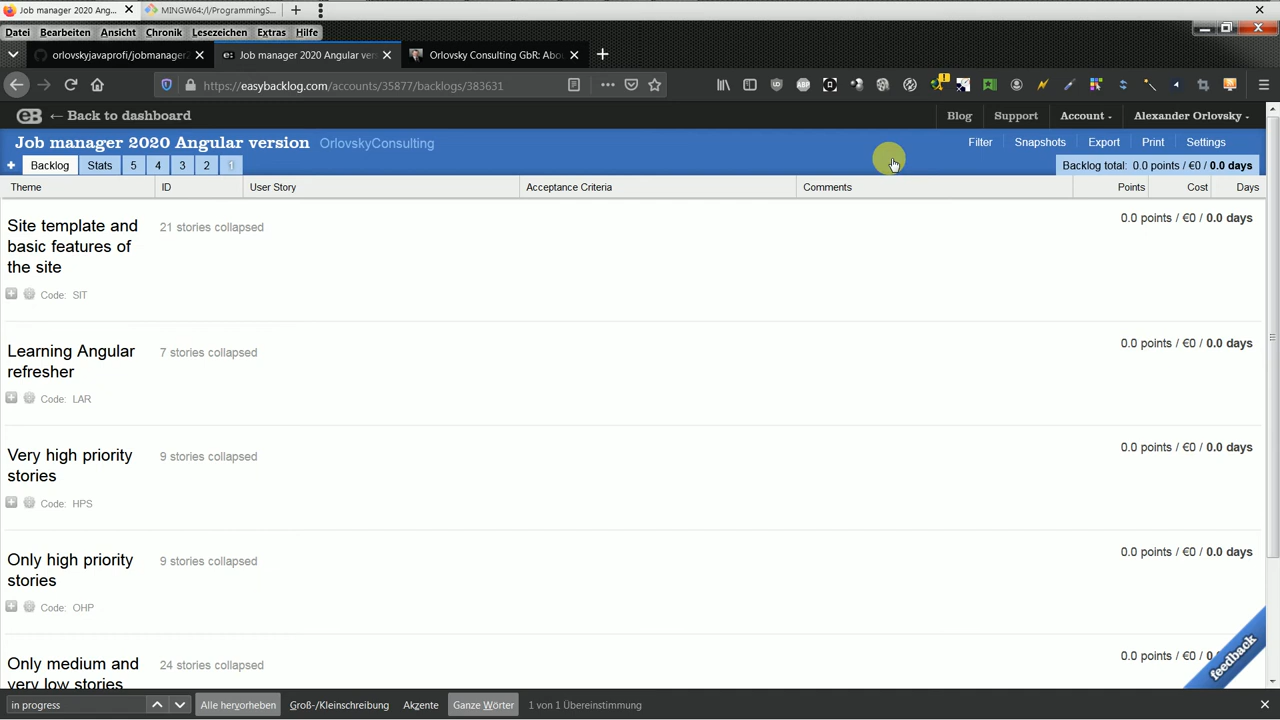 Job manager 2020 Ang...
MINGW64:/l/ProgrammingS...
Datei Bearbeiten Ansicht Chronik Lesezeichen Extras Hilfe
orlovskyjavaprofi/jobmanager2
e: Job manager 2020 Angular ver
Orlovsky Consulting GbR: Abo
https://easybacklog.com/accounts/35877/backlogs/383631
eB ← Back to dashboard
Blog Support Account Alexander Orlovsky
Job manager 2020 Angular version OrlovskyConsulting
Filter Snapshots Export Print Settings
+ Backlog Stats 5 4 3 2 1
Backlog total: 0.0 points / €0 / 0.0 days
Theme ID User Story Acceptance Criteria Comments Points Cost Days
Site template and
basic features of
the site
21 stories collapsed
0.0 points / €0 / 0.0 days
Code: SIT
Learning Angular
refresher
7 stories collapsed
0.0 points / €0 / 0.0 days
Code: LAR
Very high priority
stories
9 stories collapsed
0.0 points / €0 / 0.0 days
Code: HPS
Only high priority
stories
9 stories collapsed
0.0 points / €0 / 0.0 days
Code: OHP
Only medium and
very low stories
24 stories collapsed
0.0 points / €0 / 0.0
feedback
in progress
Alle hervorheben Groß-/Kleinschreibung Akzente Ganze Wörter 1 von 1 Übereinstimmung